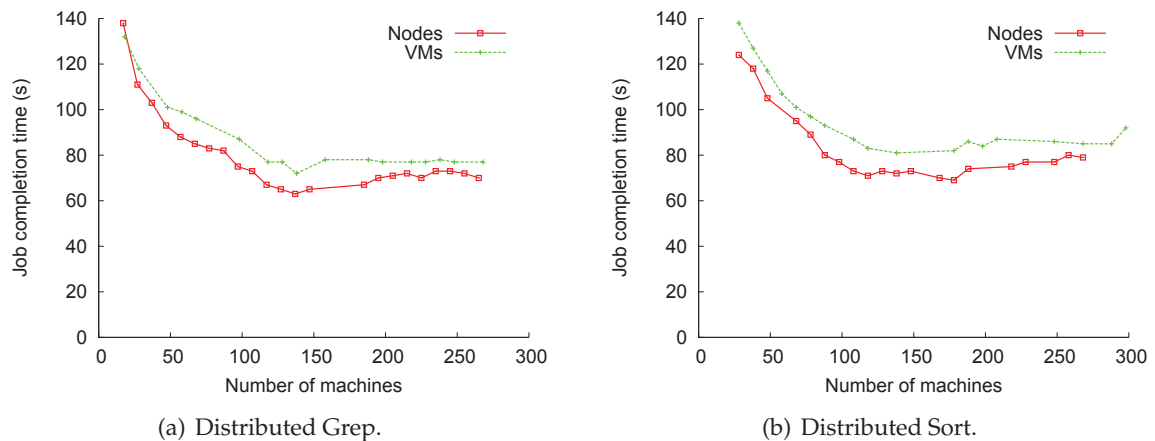 Job completion time (s)
140
120
100
80
60
40
20
0
0 50 100 150 200 250 300
Number of machines
Nodes
VMs
(a) Distributed Grep.
Job completion time (s)
140
120
100
80
60
40
20
0
0 50 100 150 200 250 300
Number of machines
Nodes
VMs
(b) Distributed Sort.